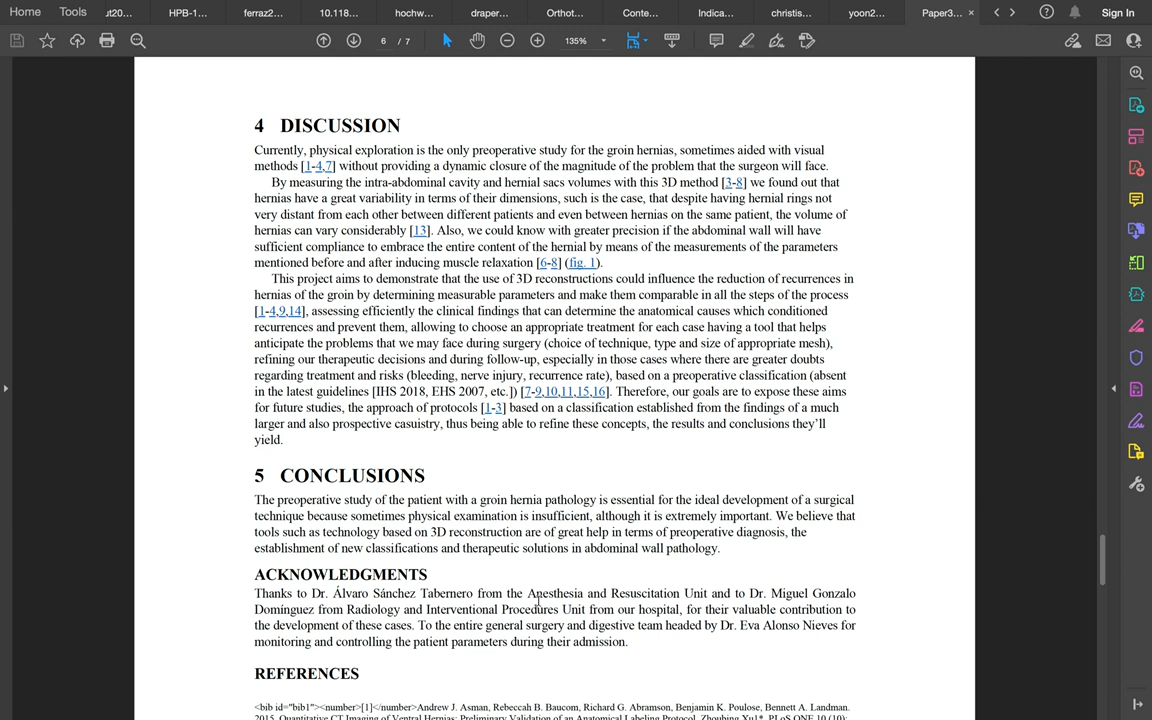 Home Tools ut20... HPB-1... ferraz2... 10.118... hochw... draper... Orthot... Conte... Indica... christis... yoon2... Paper3... × Sign In
6 / 7 135%
4 DISCUSSION
Currently, physical exploration is the only preoperative study for the groin hernias, sometimes aided with visual
methods [1-4,7] without providing a dynamic closure of the magnitude of the problem that the surgeon will face.
By measuring the intra-abdominal cavity and hernial sacs volumes with this 3D method [3-8] we found out that
hernias have a great variability in terms of their dimensions, such is the case, that despite having hernial rings not
very distant from each other between different patients and even between hernias on the same patient, the volume of
hernias can vary considerably [13]. Also, we could know with greater precision if the abdominal wall will have
sufficient compliance to embrace the entire content of the hernial by means of the measurements of the parameters
mentioned before and after inducing muscle relaxation [6-8] (fig. 1).
This project aims to demonstrate that the use of 3D reconstructions could influence the reduction of recurrences in
hernias of the groin by determining measurable parameters and make them comparable in all the steps of the process
[1-4,9,14], assessing efficiently the clinical findings that can determine the anatomical causes which conditioned
recurrences and prevent them, allowing to choose an appropriate treatment for each case having a tool that helps
anticipate the problems that we may face during surgery (choice of technique, type and size of appropriate mesh),
refining our therapeutic decisions and during follow-up, especially in those cases where there are greater doubts
regarding treatment and risks (bleeding, nerve injury, recurrence rate), based on a preoperative classification (absent
in the latest guidelines [IHS 2018, EHS 2007, etc.]) [7-9,10,11,15,16]. Therefore, our goals are to expose these aims
for future studies, the approach of protocols [1-3] based on a classification established from the findings of a much
larger and also prospective casuistry, thus being able to refine these concepts, the results and conclusions they'll
yield.
5 CONCLUSIONS
The preoperative study of the patient with a groin hernia pathology is essential for the ideal development of a surgical
technique because sometimes physical examination is insufficient, although it is extremely important. We believe that
tools such as technology based on 3D reconstruction are of great help in terms of preoperative diagnosis, the
establishment of new classifications and therapeutic solutions in abdominal wall pathology.
ACKNOWLEDGMENTS
Thanks to Dr. Álvaro Sánchez Tabernero from the Anesthesia and Resuscitation Unit and to Dr. Miguel Gonzalo
Domínguez from Radiology and Interventional Procedures Unit from our hospital, for their valuable contribution to
the development of these cases. To the entire general surgery and digestive team headed by Dr. Eva Alonso Nieves for
monitoring and controlling the patient parameters during their admission.
REFERENCES
<bib id="bib1"><number>[1]</number>Andrew J. Asman, Rebeccah B. Baucom, Richard G. Abramson, Benjamin K. Poulose, Bennett A. Landman.
2015. Quantitative CT Imaging of Ventral Hernias: Preliminary Validation of an Anatomical Labeling Protocol. Zhoubing Xu1*. PLoS ONE 10 (10):